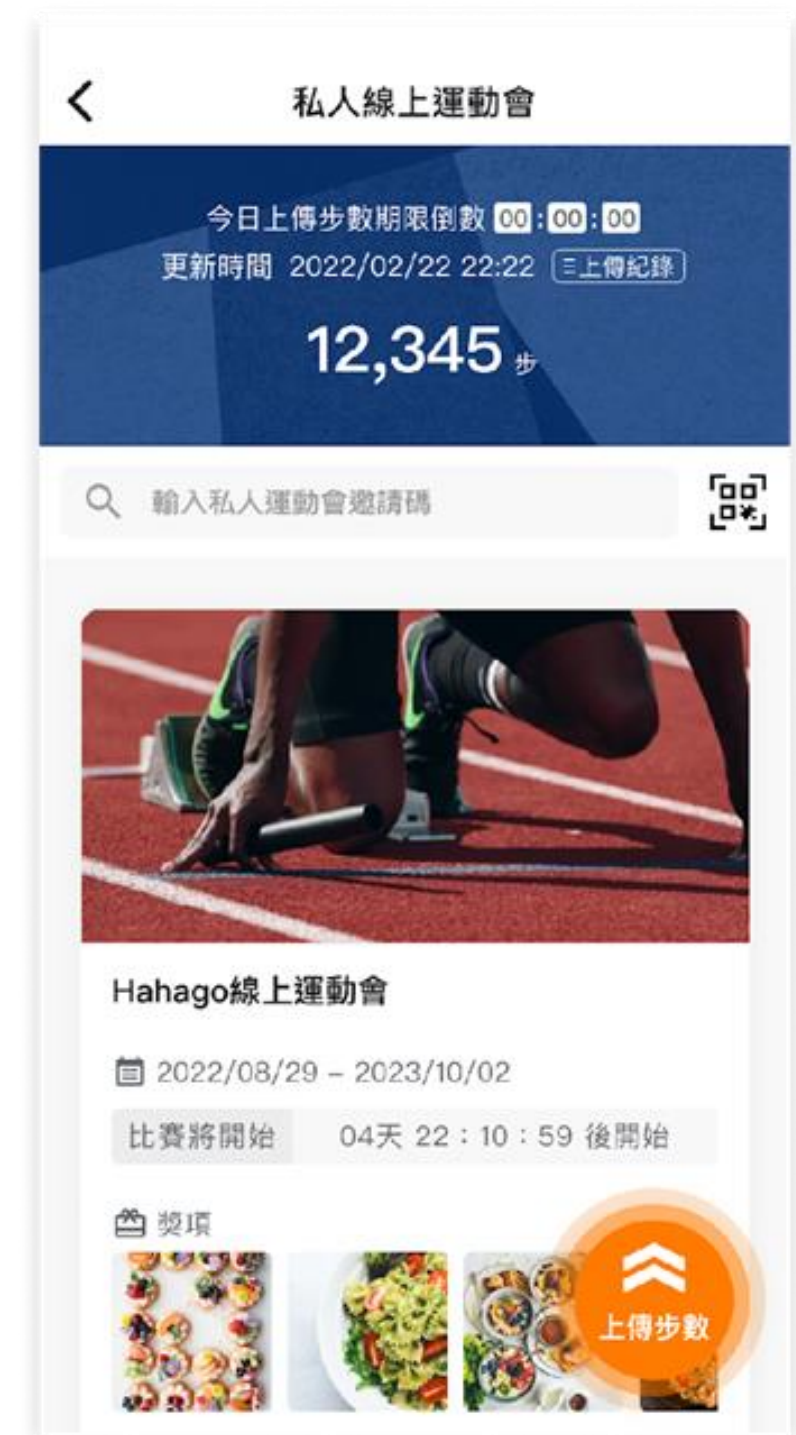 私人線上運動會
今日上傳步數期限倒數 00:00:00
更新時間 2022/02/22 22:22 上傳紀錄
12,345 步
輸入私人運動會邀請碼
Hahago線上運動會
2022/08/29 – 2023/10/02
比賽將開始 04天 22：10：59 後開始
獎項
上傳步數